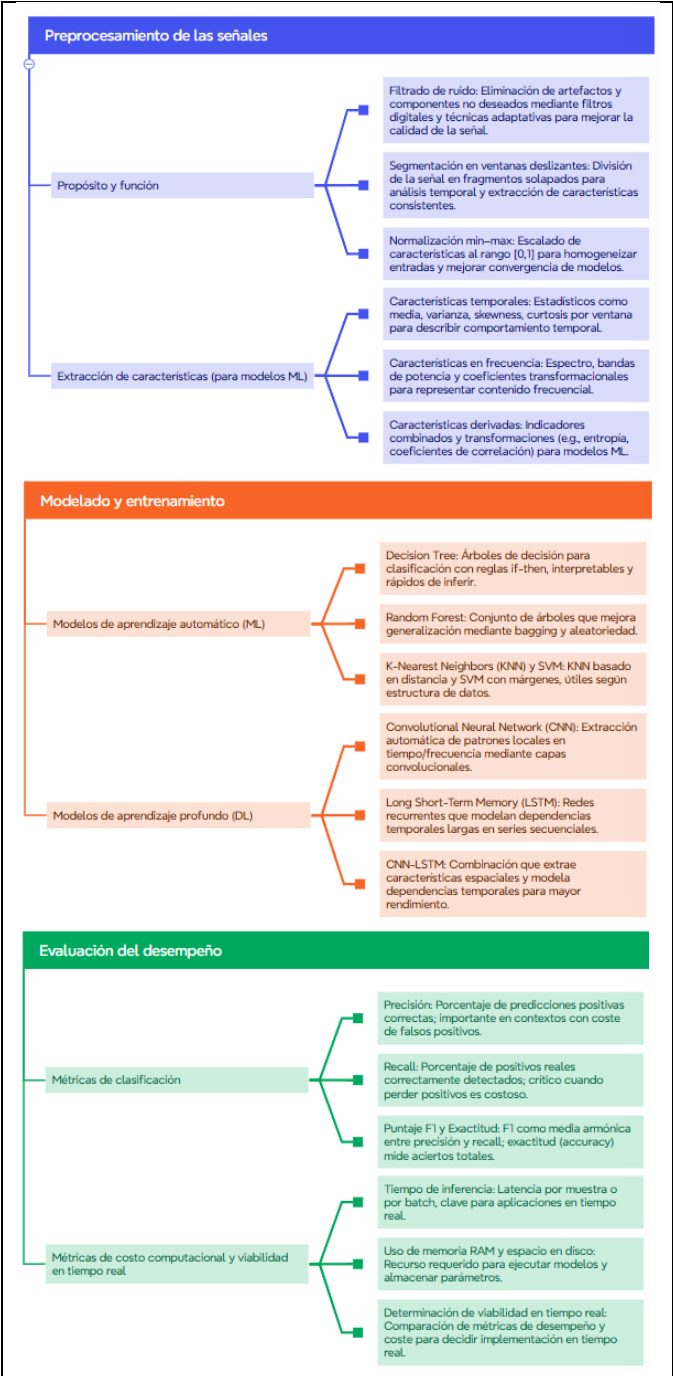 Preprocesamiento de las señales
Filtrado de ruido: Eliminación de artefactos y
componentes no deseados mediante filtros
digitales y técnicas adaptativas para mejorar la
calidad de la señal.
Propósito y función
Segmentación en ventanas deslizantes: División
de la señal en fragmentos solapados para
análisis temporal y extracción de características
consistentes.
Normalización min–max: Escalado de
características al rango [0,1] para homogeneizar
entradas y mejorar convergencia de modelos.
Características temporales: Estadísticos como
media, varianza, skewness, curtosis por ventana
para describir comportamiento temporal.
Extracción de características (para modelos ML)
Características en frecuencia: Espectro, bandas
de potencia y coeficientes transformacionales
para representar contenido frecuencial.
Características derivadas: Indicadores
combinados y transformaciones (e.g., entropía,
coeficientes de correlación) para modelos ML.
Modelado y entrenamiento
Decision Tree: Árboles de decisión para
clasificación con reglas if-then, interpretables y
rápidos de inferir.
Modelos de aprendizaje automático (ML)
Random Forest: Conjunto de árboles que mejora
generalización mediante bagging y aleatoriedad.
K-Nearest Neighbors (KNN) y SVM: KNN basado
en distancia y SVM con márgenes, útiles según
estructura de datos.
Convolutional Neural Network (CNN): Extracción
automática de patrones locales en
tiempo/frecuencia mediante capas
convolucionales.
Modelos de aprendizaje profundo (DL)
Long Short-Term Memory (LSTM): Redes
recurrentes que modelan dependencias
temporales largas en series secuenciales.
CNN-LSTM: Combinación que extrae
características espaciales y modela
dependencias temporales para mayor
rendimiento.
Evaluación del desempeño
Precisión: Porcentaje de predicciones positivas
correctas; importante en contextos con coste
de falsos positivos.
Métricas de clasificación
Recall: Porcentaje de positivos reales
correctamente detectados; crítico cuando
perder positivos es costoso.
Puntaje F1 y Exactitud: F1 como media armónica
entre precisión y recall; exactitud (accuracy)
mide aciertos totales.
Tiempo de inferencia: Latencia por muestra o
por batch, clave para aplicaciones en tiempo
real.
Métricas de costo computacional y viabilidad
en tiempo real
Uso de memoria RAM y espacio en disco:
Recurso requerido para ejecutar modelos y
almacenar parámetros.
Determinación de viabilidad en tiempo real:
Comparación de métricas de desempeño y
coste para decidir implementación en tiempo
real.